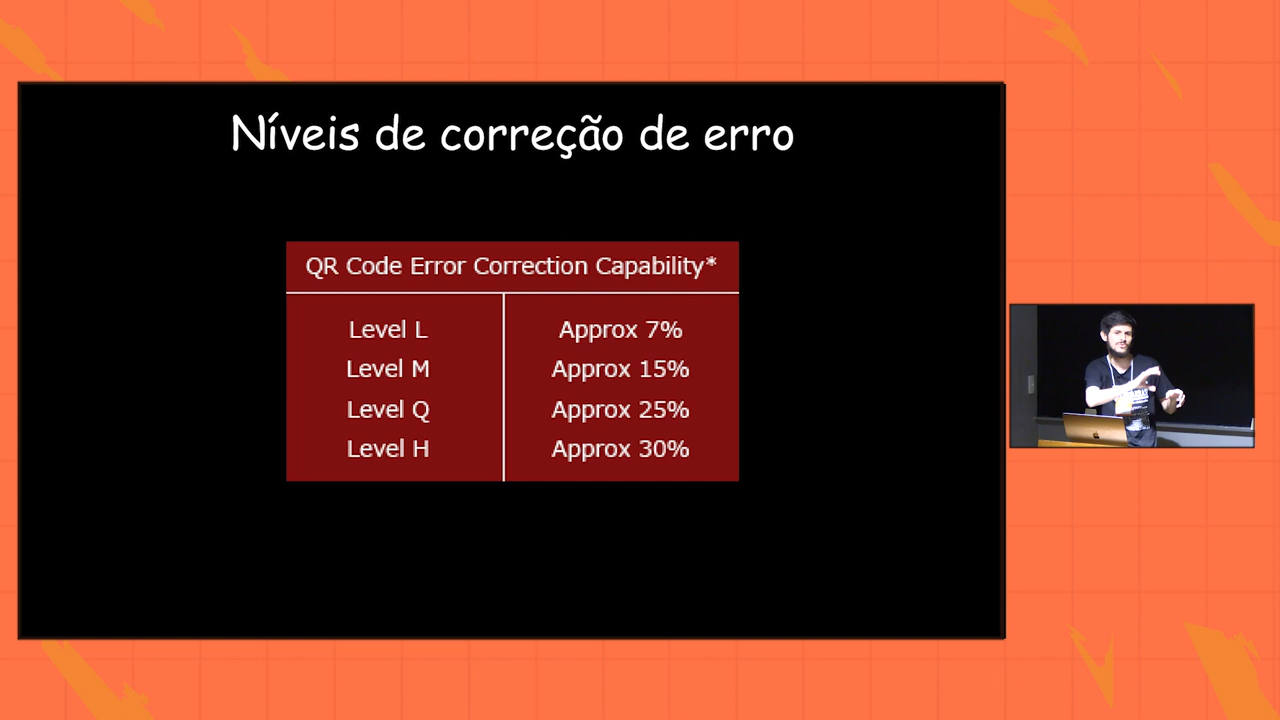 Níveis de correção de erro
QR Code Error Correction Capability*
Level L Approx 7%
Level M Approx 15%
Level Q Approx 25%
Level H Approx 30%